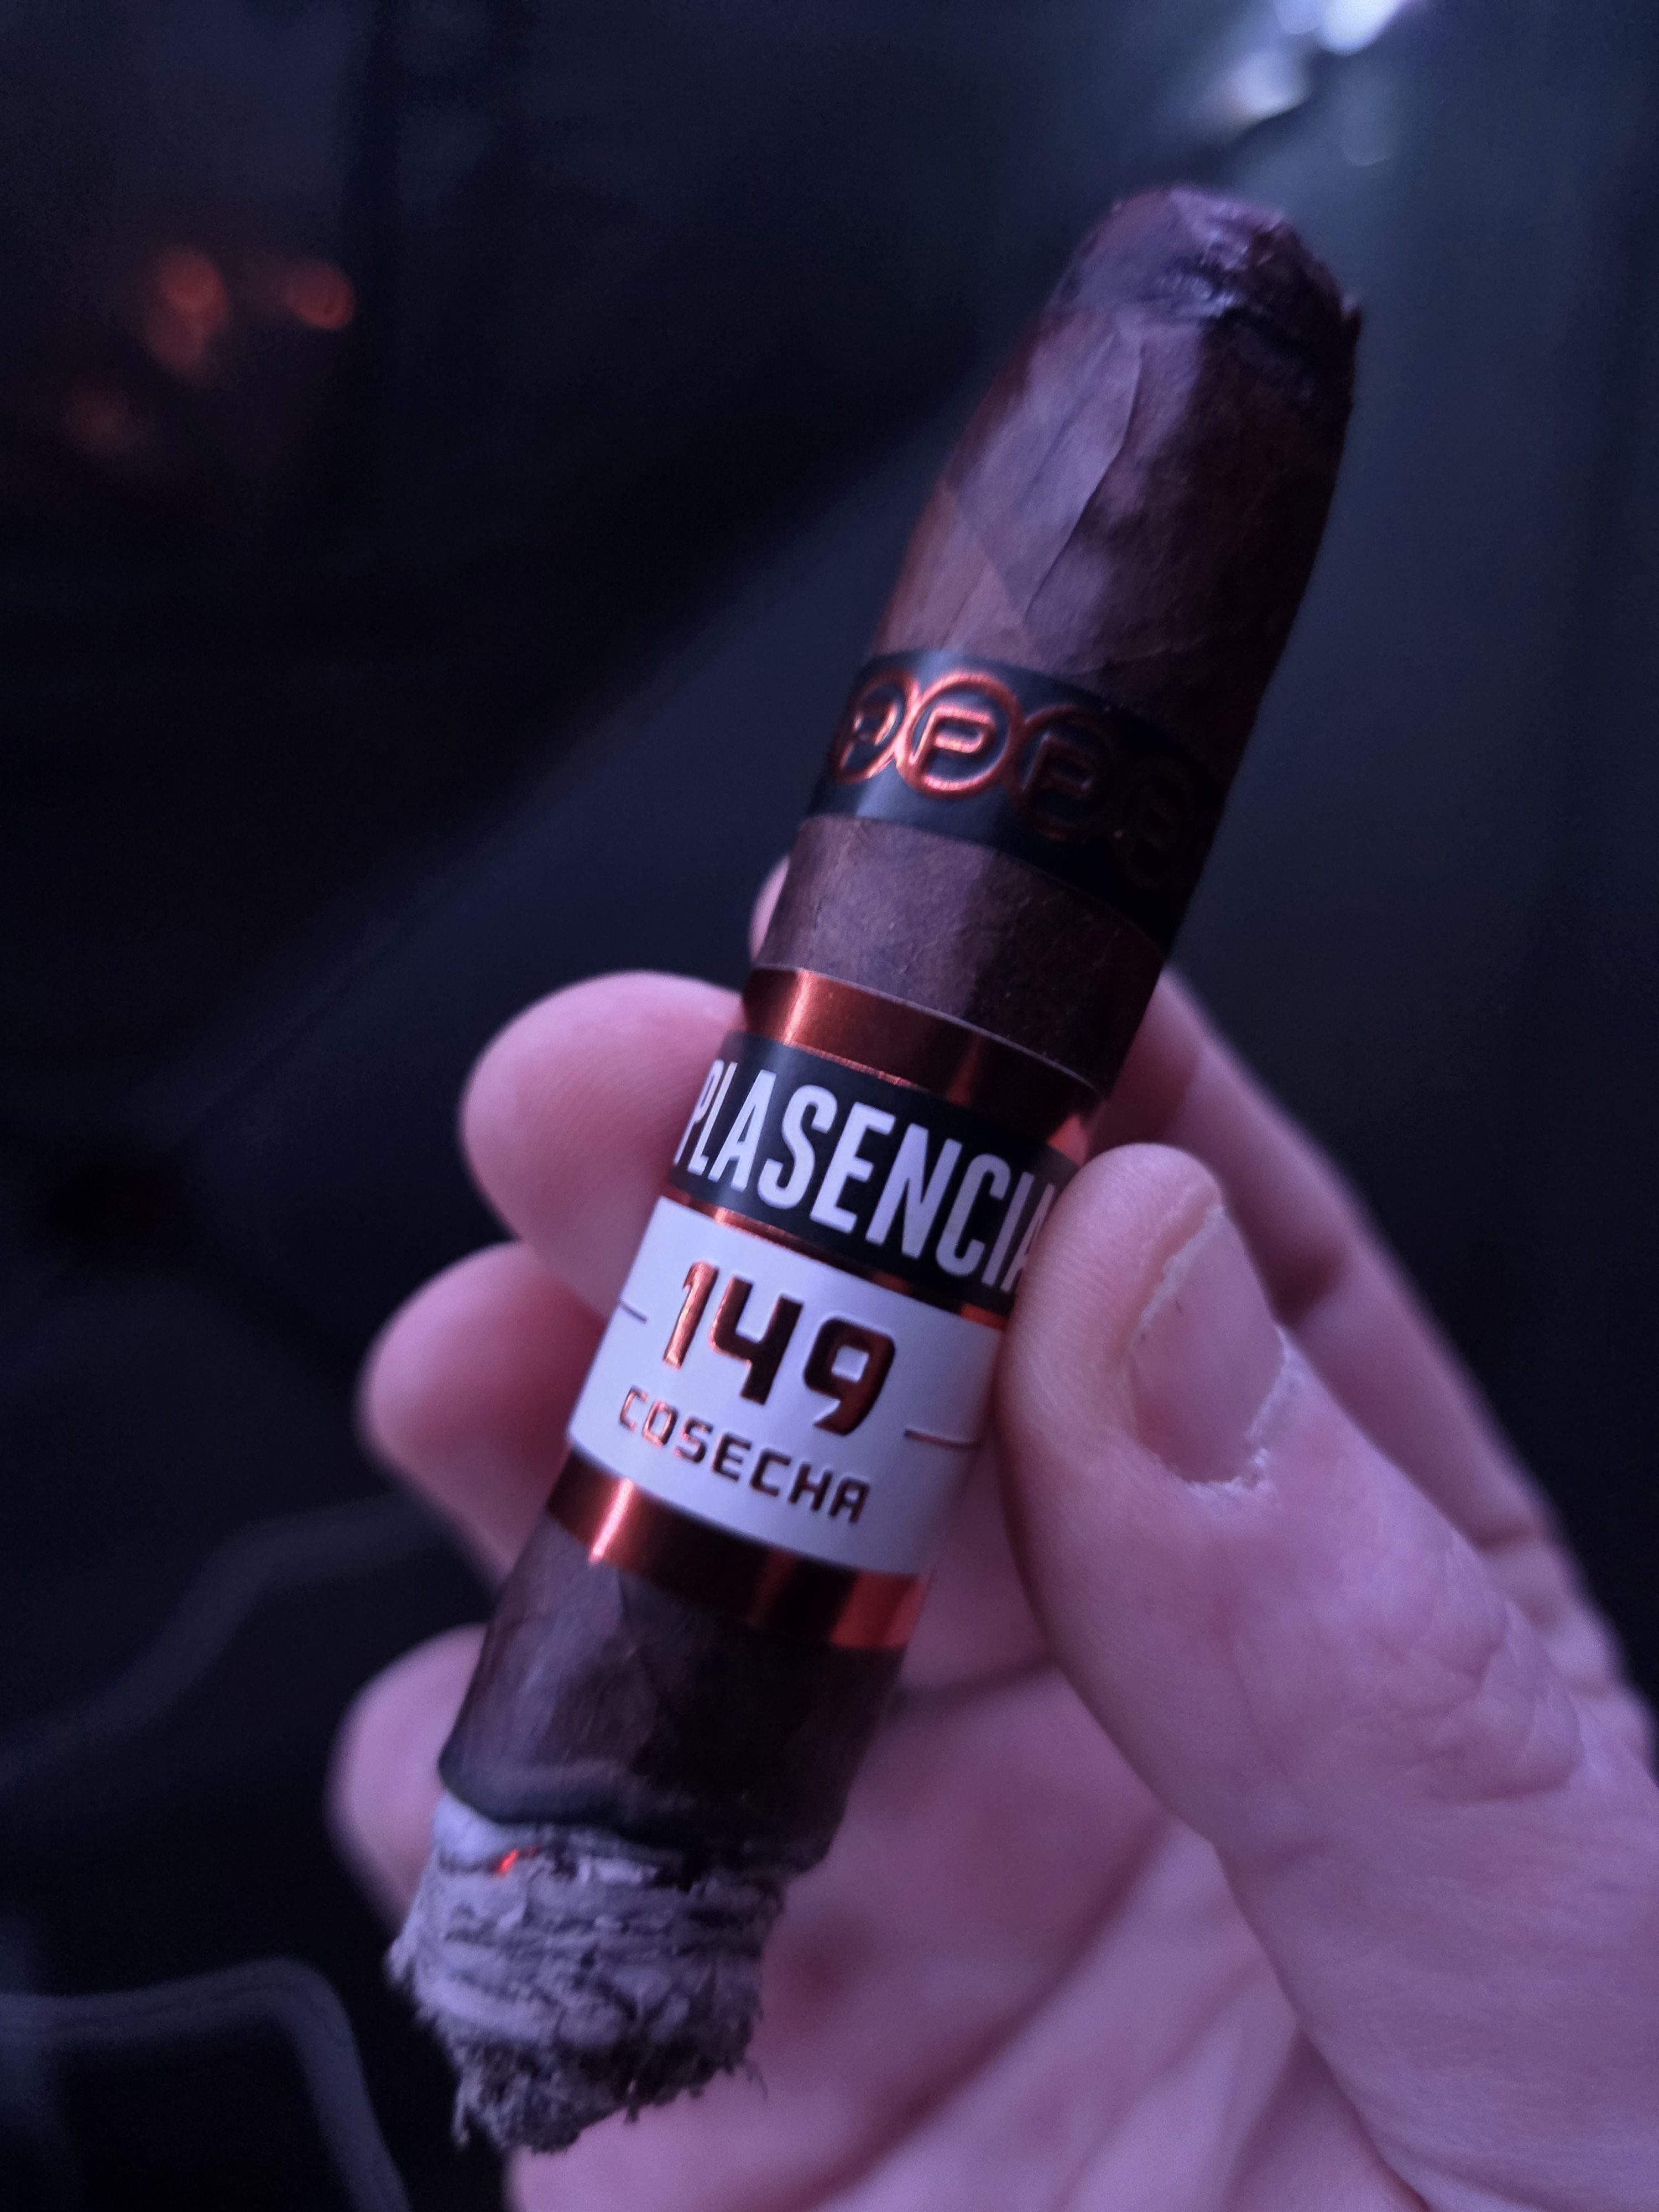 P P P P
PLASENCIA
149
COSECHA